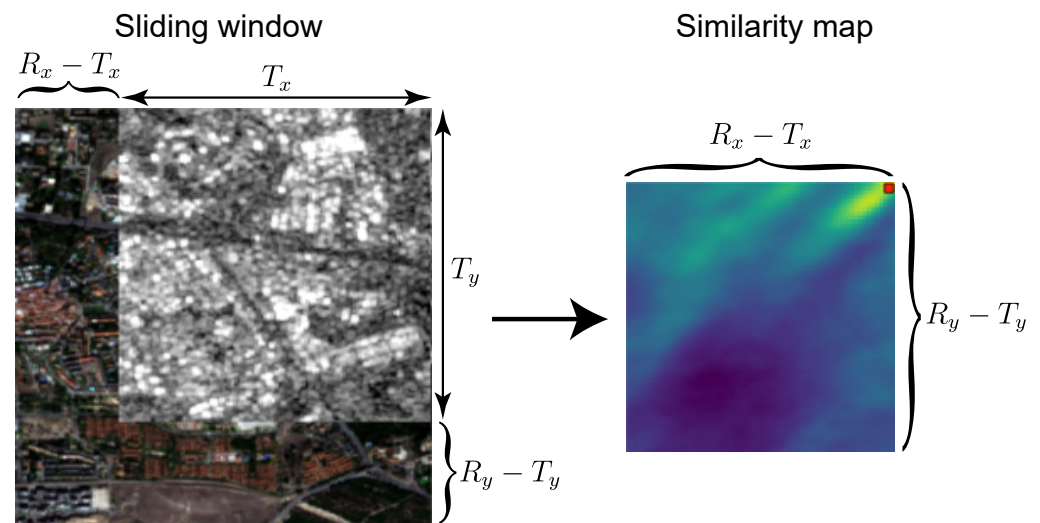 Sliding window
Similarity map
R_x − T_x
T_x
R_x − T_x
T_y
R_y − T_y
R_y − T_y